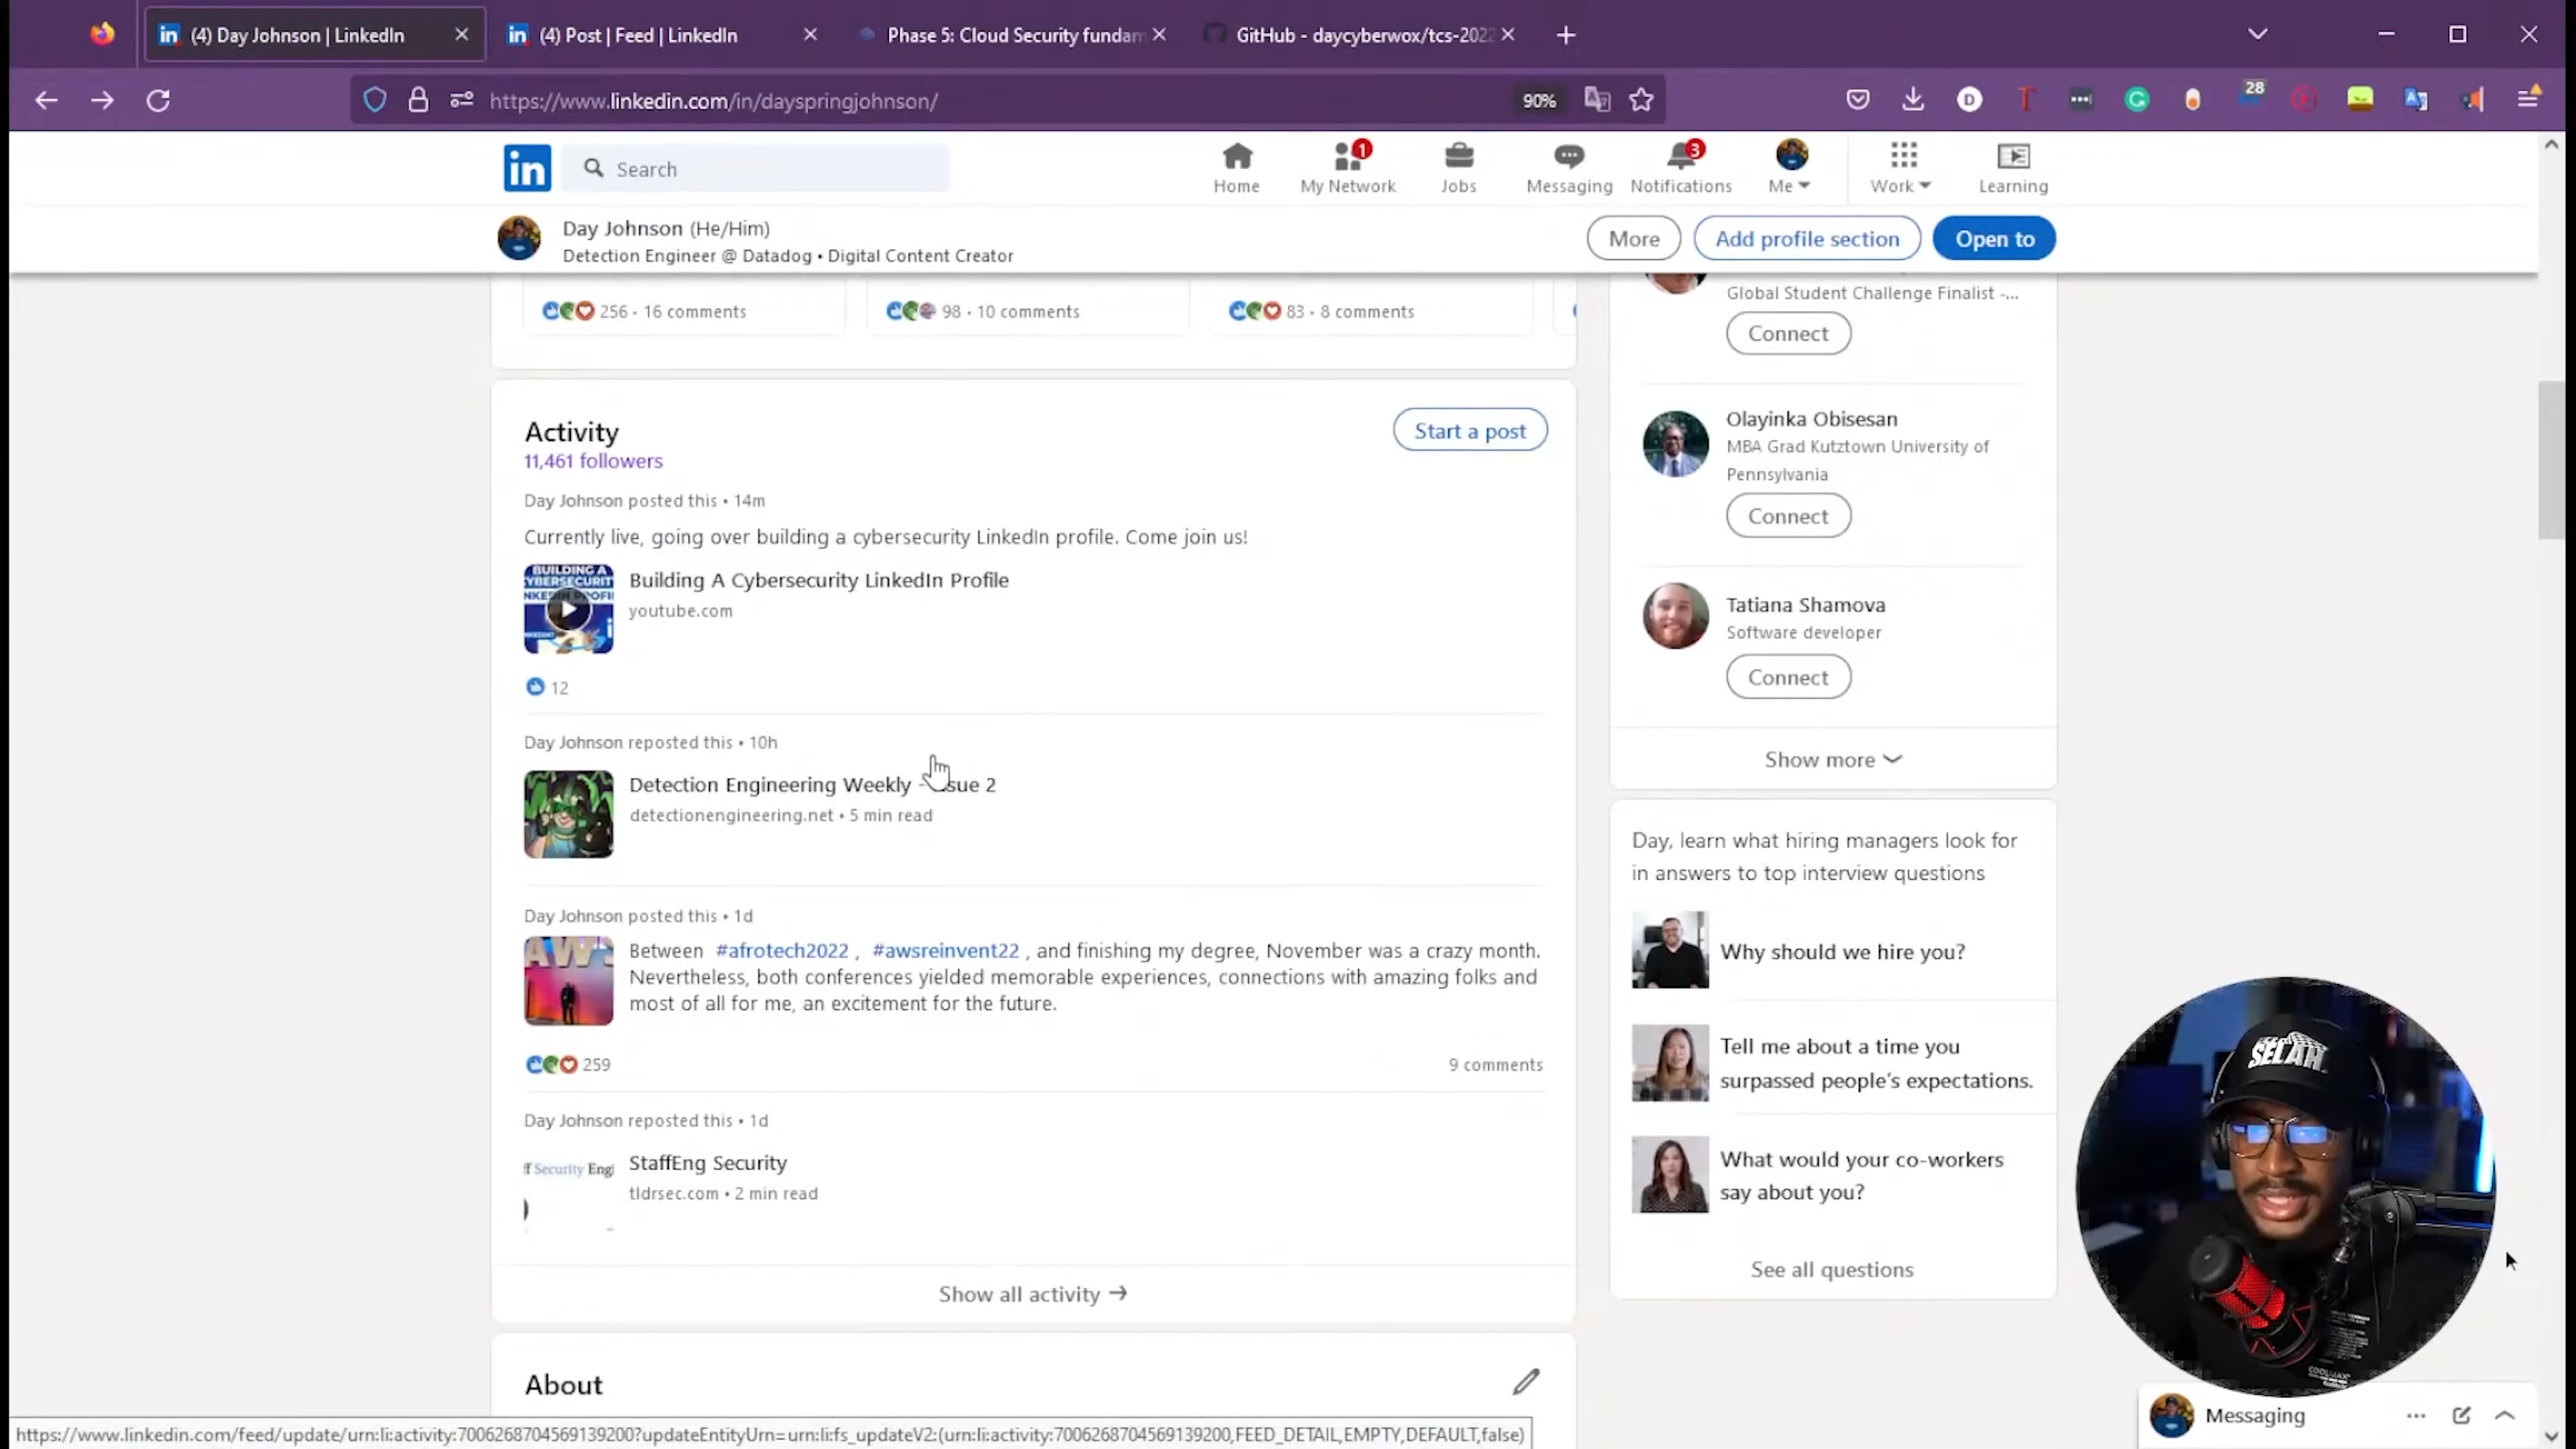 (4) Day Johnson | LinkedIn
(4) Post | Feed | LinkedIn
Phase 5: Cloud Security fundam
GitHub - daycyberwox/tcs-2022
https://www.linkedin.com/in/dayspringjohnson/
90%
28
in
Search
Home
1
My Network
Jobs
Messaging
3
Notifications
Me
Work
Learning
Day Johnson (He/Him)
Detection Engineer @ Datadog • Digital Content Creator
More
Add profile section
Open to
256 · 16 comments
98 · 10 comments
83 · 8 comments
Activity
11,461 followers
Start a post
Day Johnson posted this • 14m
Currently live, going over building a cybersecurity LinkedIn profile. Come join us!
BUILDING A
Building A Cybersecurity LinkedIn Profile
youtube.com
12
Day Johnson reposted this • 10h
Detection Engineering Weekly - Issue 2
detectionengineering.net • 5 min read
Day Johnson posted this • 1d
Between #afrotech2022 , #awsreinvent22 , and finishing my degree, November was a crazy month.
Nevertheless, both conferences yielded memorable experiences, connections with amazing folks and
most of all for me, an excitement for the future.
259
9 comments
Day Johnson reposted this • 1d
f Security Engi
StaffEng Security
tldrsec.com • 2 min read
Show all activity →
About
Global Student Challenge Finalist -...
Connect
Olayinka Obisesan
MBA Grad Kutztown University of
Pennsylvania
Connect
Tatiana Shamova
Software developer
Connect
Show more
Day, learn what hiring managers look for
in answers to top interview questions
Why should we hire you?
Tell me about a time you
surpassed people's expectations.
What would your co-workers
say about you?
See all questions
SELAH
Messaging
https://www.linkedin.com/feed/update/urn:li:activity:7006268704569139200?updateEntityUrn=urn:li:fs_updateV2:(urn:li:activity:7006268704569139200,FEED_DETAIL,EMPTY,DEFAULT,false)